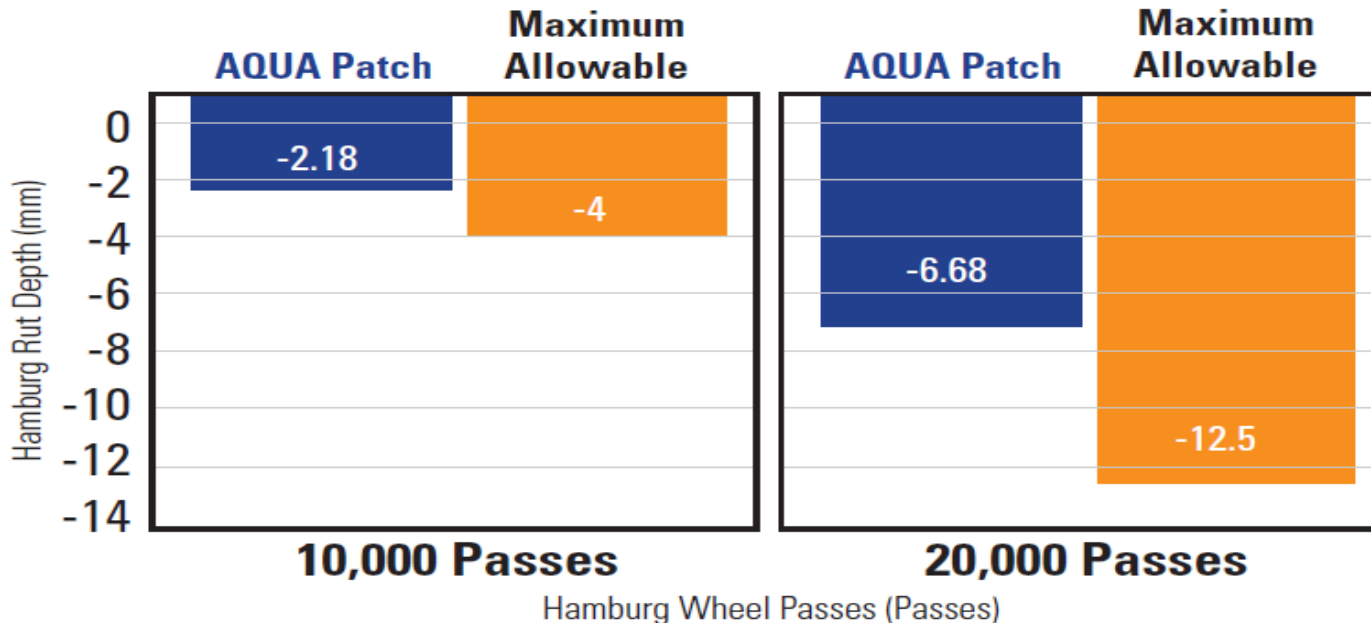 AQUA Patch
Maximum
Allowable
AQUA Patch
Maximum
Allowable
Hamburg Rut Depth (mm)
0
-2
-4
-6
-8
-10
-12
-14
-2.18
-4
-6.68
-12.5
10,000 Passes
20,000 Passes
Hamburg Wheel Passes (Passes)